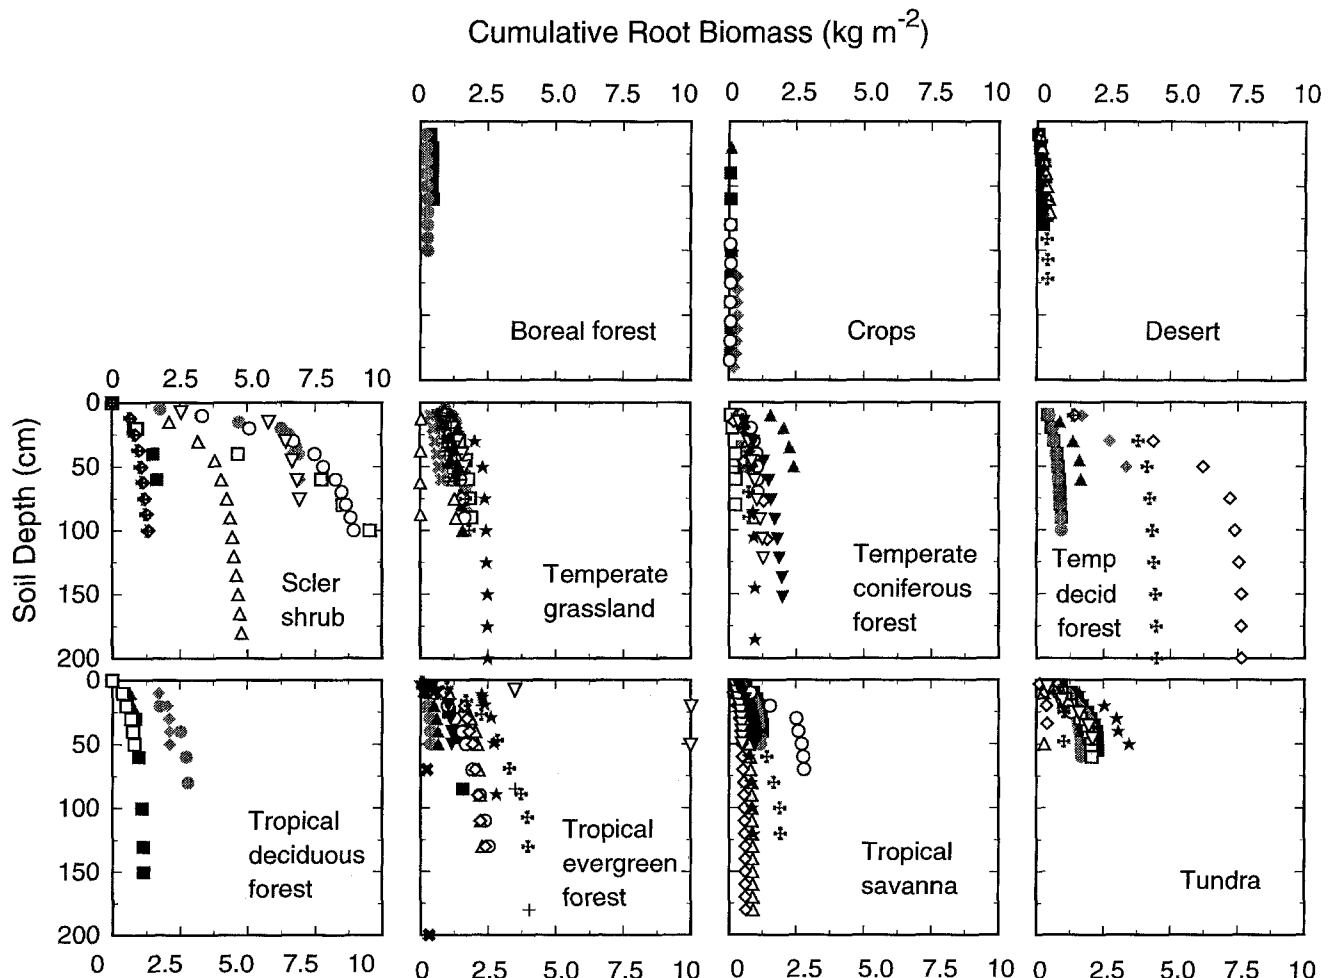 Cumulative Root Biomass (kg m-2)
0 2.5 5.0 7.5 10 0 2.5 5.0 7.5 10 0 2.5 5.0 7.5 10
Boreal forest Crops Desert
0 2.5 5.0 7.5 10
Soil Depth (cm)
0
50
100
150
200
Scler
shrub
Temperate
grassland
Temperate
coniferous
forest
Temp
decid
forest
0
50
100
150
200
Tropical
deciduous
forest
Tropical
evergreen
forest
Tropical
savanna
Tundra
0 2.5 5.0 7.5 10 0 2.5 5.0 7.5 10 0 2.5 5.0 7.5 10 0 2.5 5.0 7.5 10